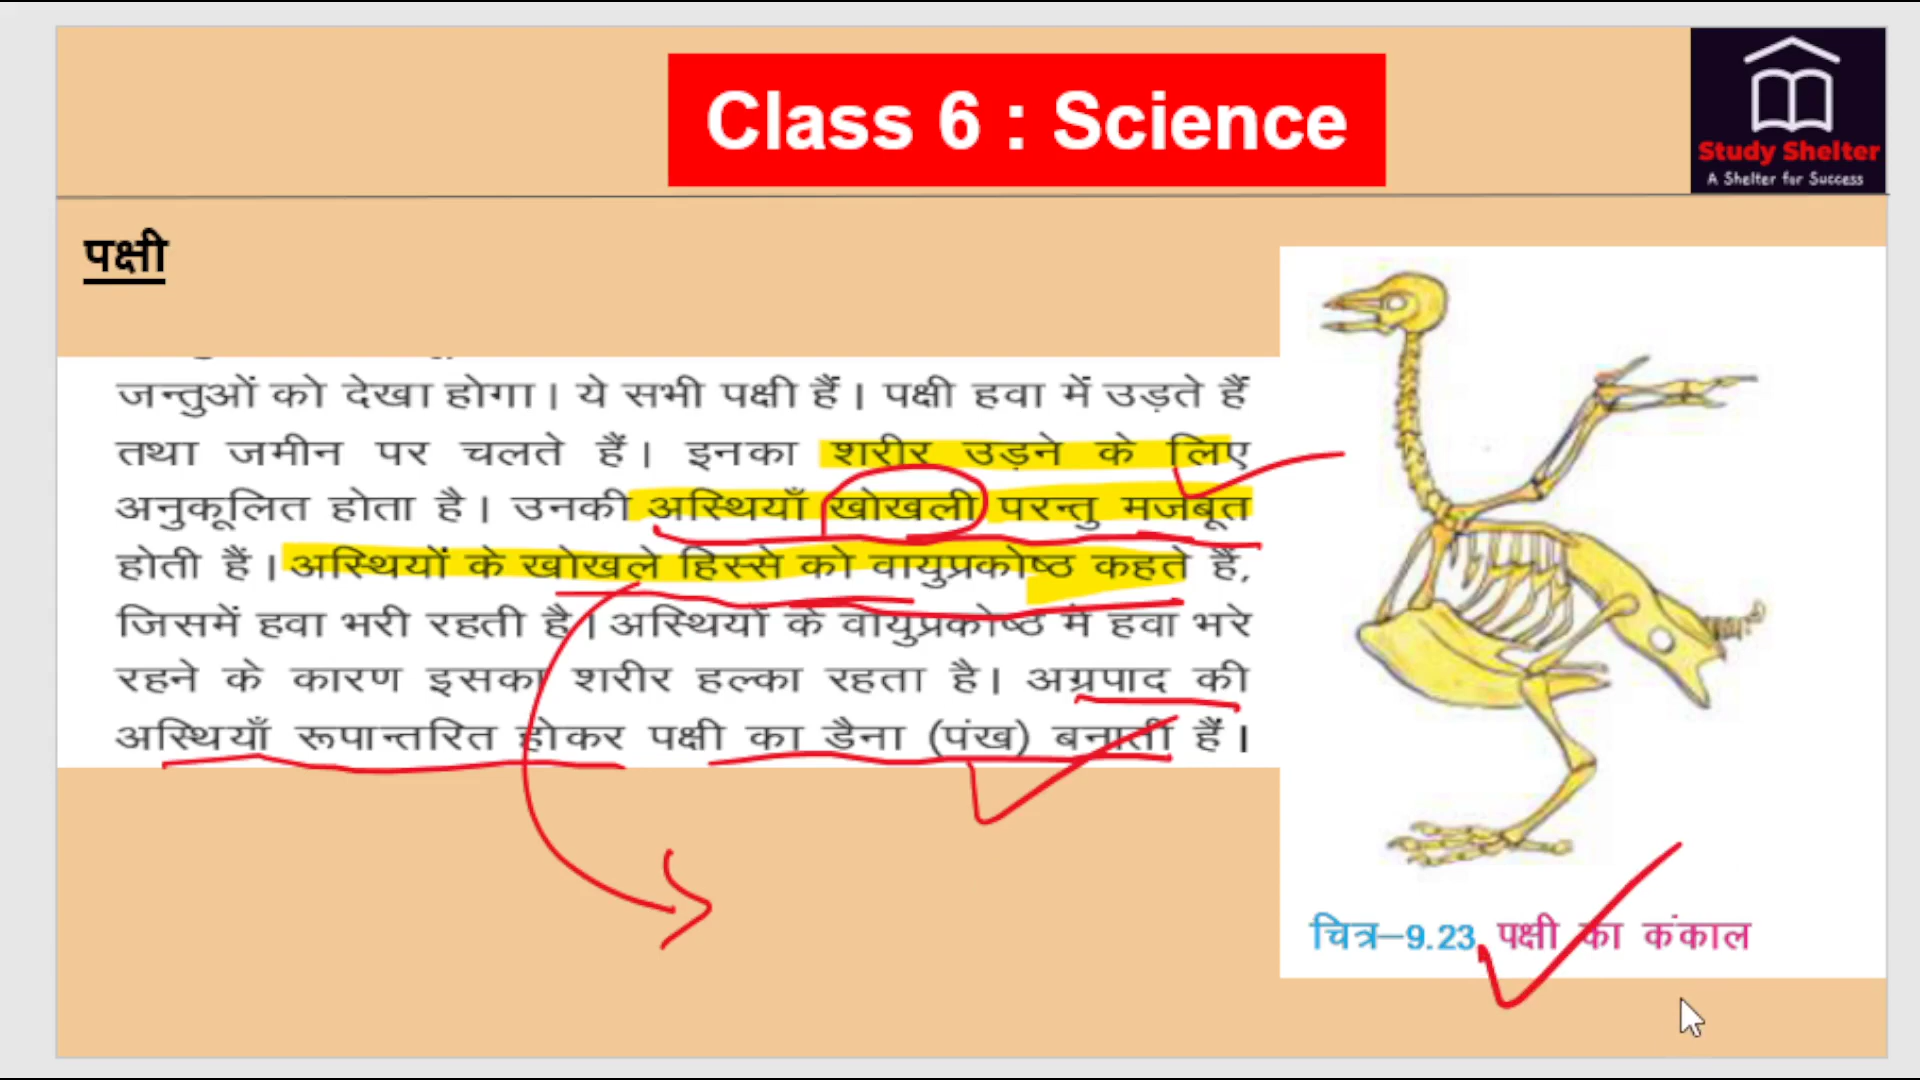 Class 6 : Science
Study Shelter
A Shelter for Success
पक्षी
जन्तुओं को देखा होगा। ये सभी पक्षी हैं। पक्षी हवा में उड़ते हैं
तथा जमीन पर चलते हैं। इनका शरीर उड़ने के लिए
अनुकूलित होता है। उनकी अस्थियाँ खोखली परन्तु मजबूत
होती हैं। अस्थियों के खोखले हिस्से को वायुप्रकोष्ठ कहते हैं,
जिसमें हवा भरी रहती है। अस्थियों के वायुप्रकोष्ठ में हवा भरे
रहने के कारण इसका शरीर हल्का रहता है। अग्रपाद की
अस्थियाँ रूपान्तरित होकर पक्षी का डैना (पंख) बनाती हैं।
चित्र–9.23 पक्षी का कंकाल